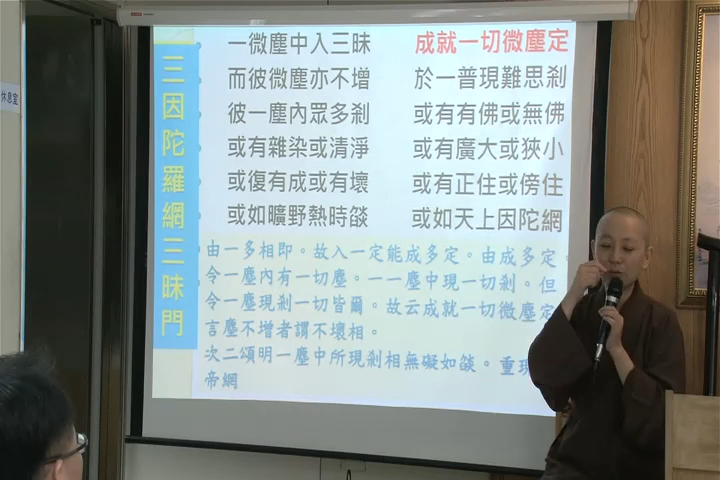 休息室
三因陀羅網三昧門
一微塵中入三昧 成就一切微塵定
而彼微塵亦不增 於一普現難思剎
彼一塵內眾多剎 或有有佛或無佛
或有雜染或清淨 或有廣大或狹小
或復有成或有壞 或有正住或傍住
或如曠野熱時燄 或如天上因陀網
由一多相即。故入一定能成多定。由成多定。
令一塵內有一切塵。一一塵中現一切剎。但
令一塵現剎一切皆爾。故云成就一切微塵定
言塵不增者謂不壞相。
次二頌明一塵中所現剎相無礙如燄。重現
帝網